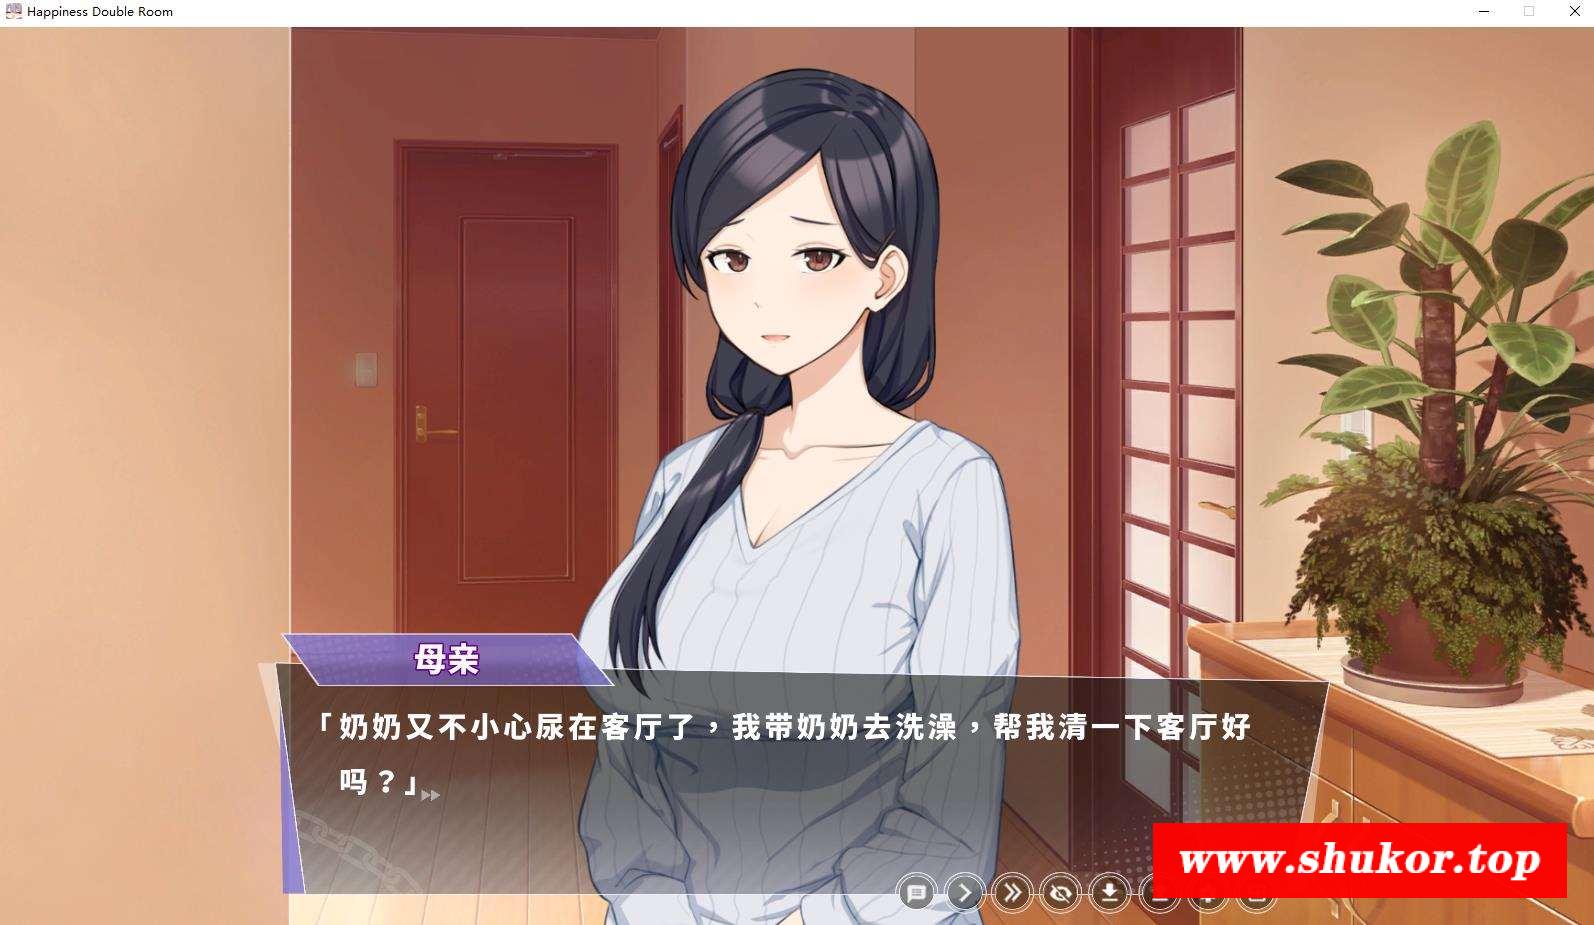 Happiness Double Room
母亲
「奶奶又不小心尿在客厅了，我带奶奶去洗澡，帮我清一下客厅好
吗？」
www.shukor.top